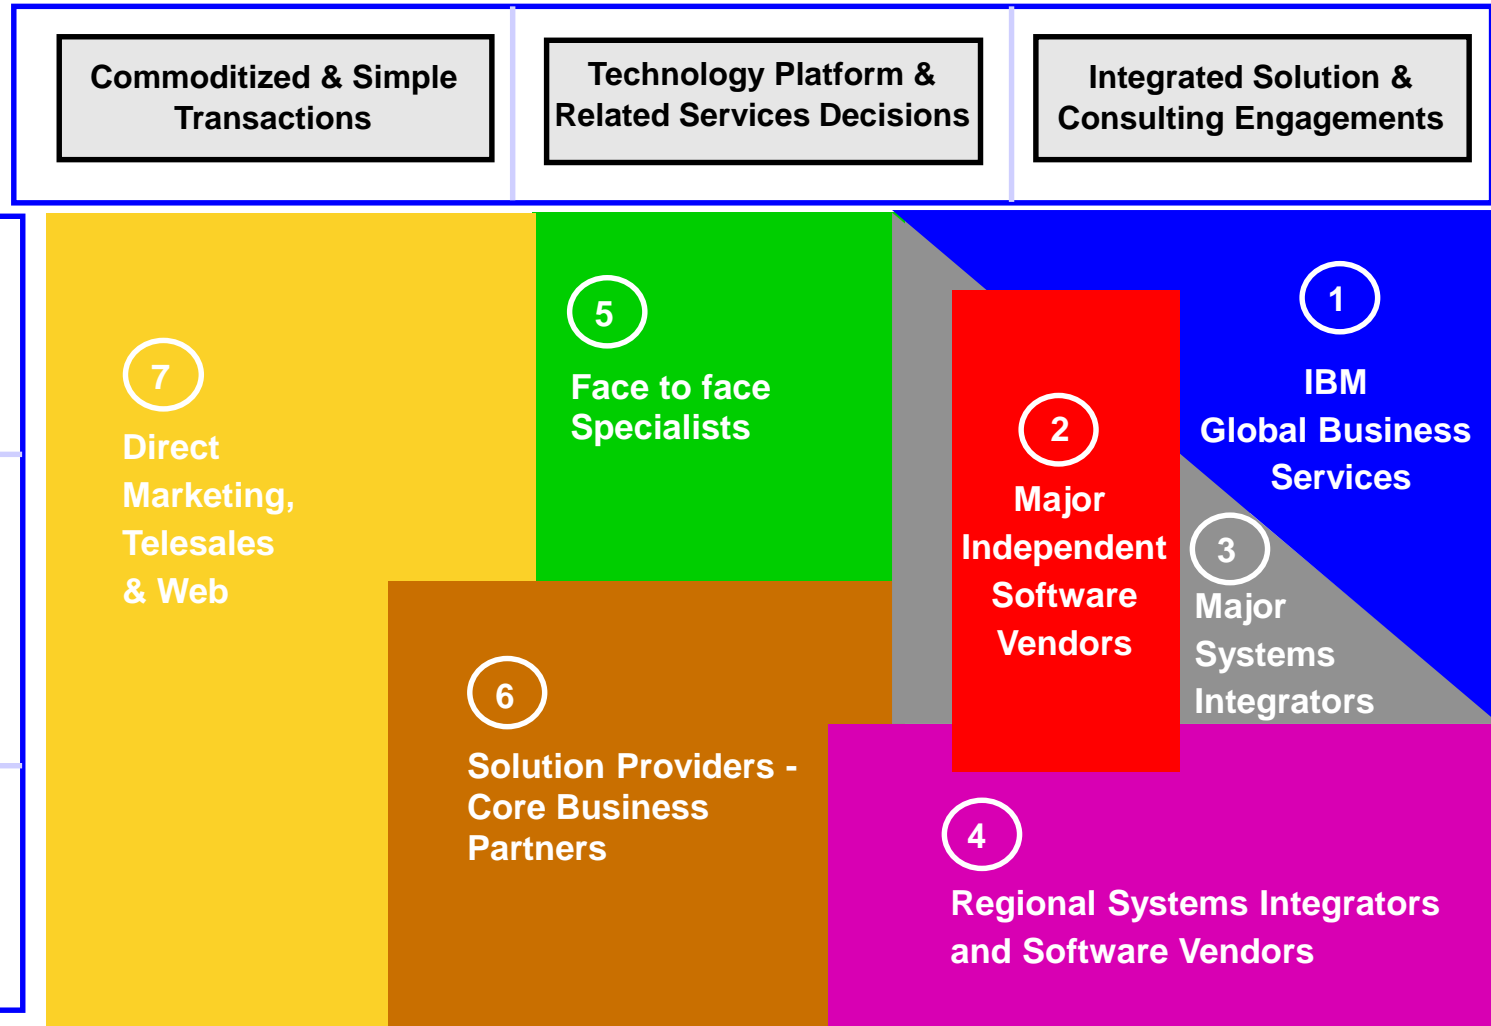 Commoditized & Simple
Transactions
Technology Platform &
Related Services Decisions
Integrated Solution &
Consulting Engagements
7
Direct
Marketing,
Telesales
& Web
5
Face to face
Specialists
6
Solution Providers -
Core Business
Partners
2
Major
Independent
Software
Vendors
1
IBM
Global Business
Services
3
Major
Systems
Integrators
4
Regional Systems Integrators
and Software Vendors